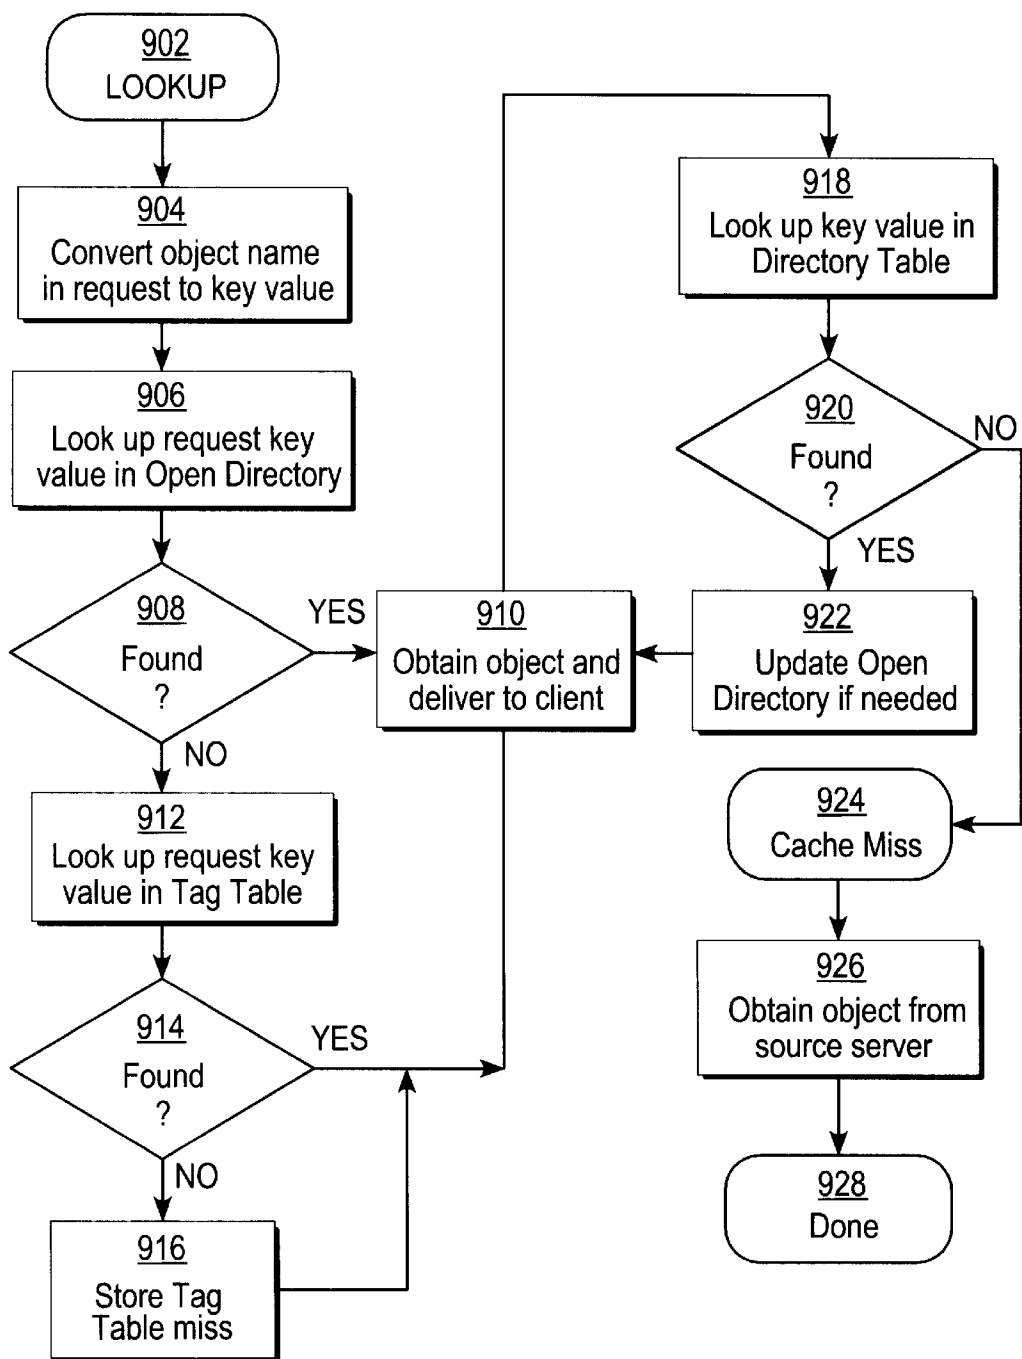 902
LOOKUP
904
Convert object name
in request to key value
906
Look up request key
value in Open Directory
908
Found
?
YES
NO
910
Obtain object and
deliver to client
912
Look up request key
value in Tag Table
914
Found
?
YES
NO
916
Store Tag
Table miss
918
Look up key value in
Directory Table
920
Found
?
NO
YES
922
Update Open
Directory if needed
924
Cache Miss
926
Obtain object from
source server
928
Done